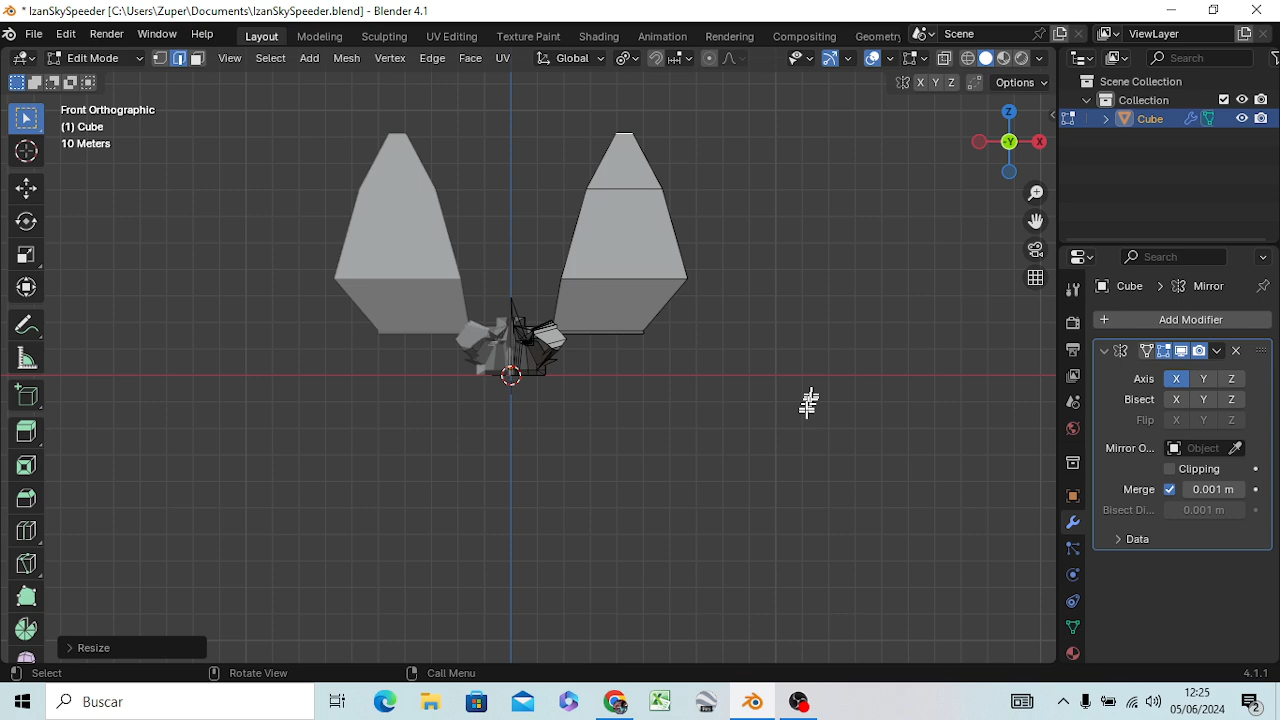 * IzanSkySpeeder [C:\Users\Zuper\Documents\IzanSkySpeeder.blend] - Blender 4.1
File Edit Render Window Help Layout Modeling Sculpting UV Editing Texture Paint Shading Animation Rendering Compositing Geometr Scene ViewLayer
Edit Mode View Select Add Mesh Vertex Edge Face UV Global Search
X Y Z Options
Scene Collection
Collection
Cube
Front Orthographic
(1) Cube
10 Meters
Z
-Y X
Search
Cube Mirror
Add Modifier
Axis X Y Z
Bisect X Y Z
Flip X Y Z
Mirror O... Object
Clipping
Merge 0.001 m
Bisect Di... 0.001 m
Data
Resize
Select Rotate View Call Menu 4.1.1
Buscar
12:25
05/06/2024
2